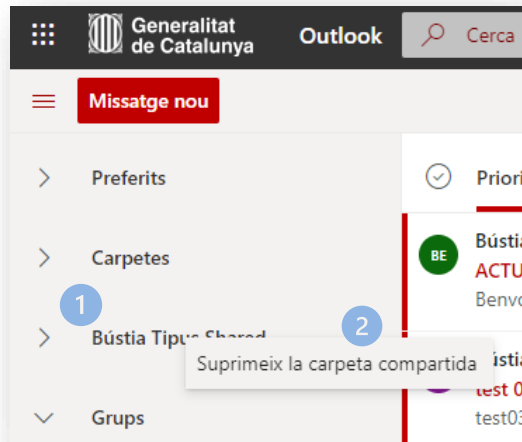 Generalitat
de Catalunya
Outlook
Cerca
Missatge nou
Preferits
Priori
Carpetes
BE
Bústia
ACTU
Benvo
1
Bústia Tipus Shared
2
Suprimeix la carpeta compartida
ústia
test 0
test03
Grups